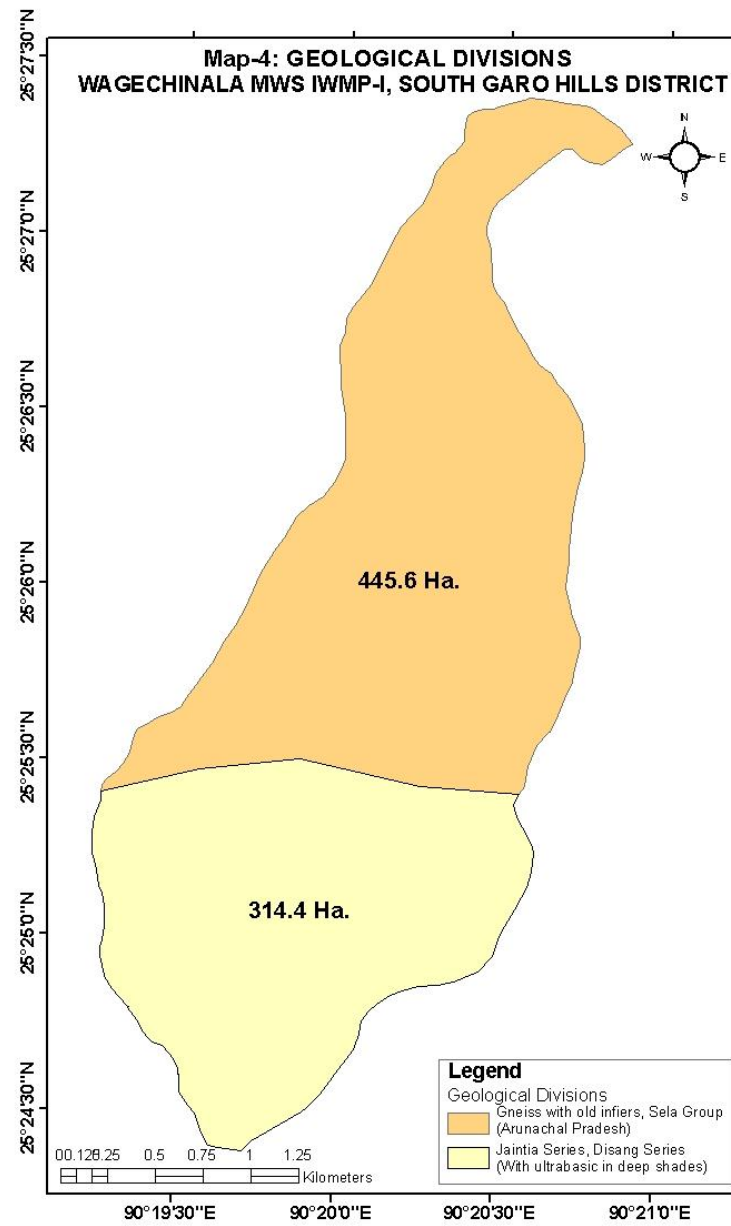 Map-4: GEOLOGICAL DIVISIONS
WAGECHINALA MWS IWMP-I, SOUTH GARO HILLS DISTRICT
N
W
E
S
25°27'30"N
25°27'0"N
25°26'30"N
25°26'0"N
25°25'30"N
25°25'0"N
25°24'30"N
445.6 Ha.
314.4 Ha.
Legend
Geological Divisions
Gneiss with old infiers, Sela Group
(Arunachal Pradesh)
Jaintia Series, Disang Series
(With ultrabasic in deep shades)
0 0.125 0.25 0.5 0.75 1 1.25
Kilometers
90°19'30"E 90°20'0"E 90°20'30"E 90°21'0"E